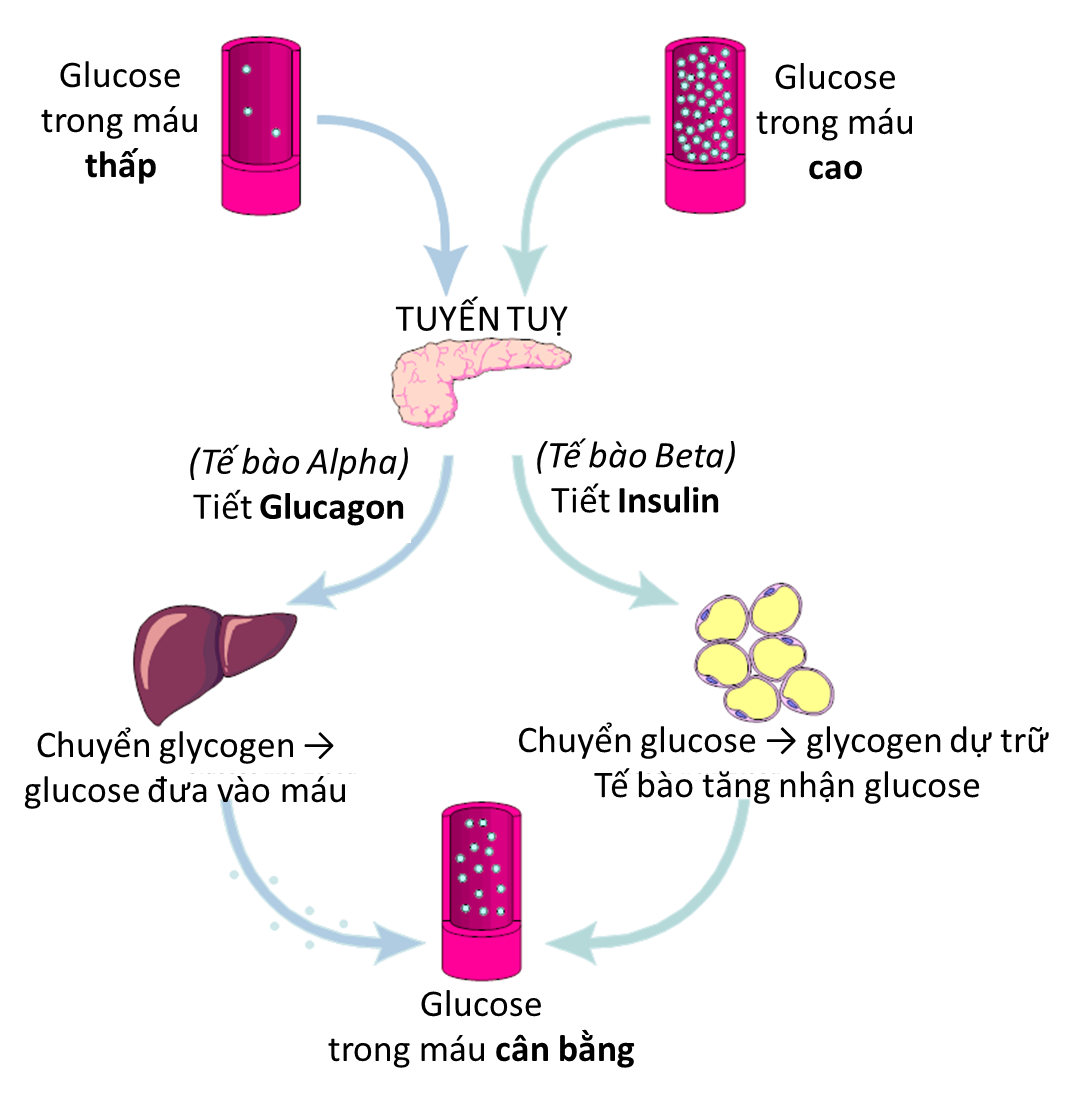 Glucose
trong máu
thấp
Glucose
trong máu
cao
TUYẾN TUỴ
(Tế bào Alpha)
Tiết Glucagon
(Tế bào Beta)
Tiết Insulin
Chuyển glycogen →
glucose đưa vào máu
Chuyển glucose → glycogen dự trữ
Tế bào tăng nhận glucose
Glucose
trong máu cân bằng